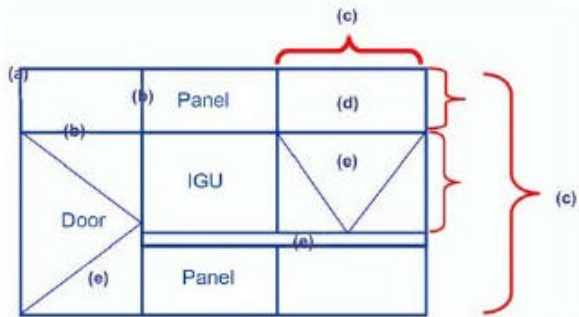 (c)
(a)
(b) Panel (d)
(b)
(e)
IGU
Door (c)
(e)
(e) Panel